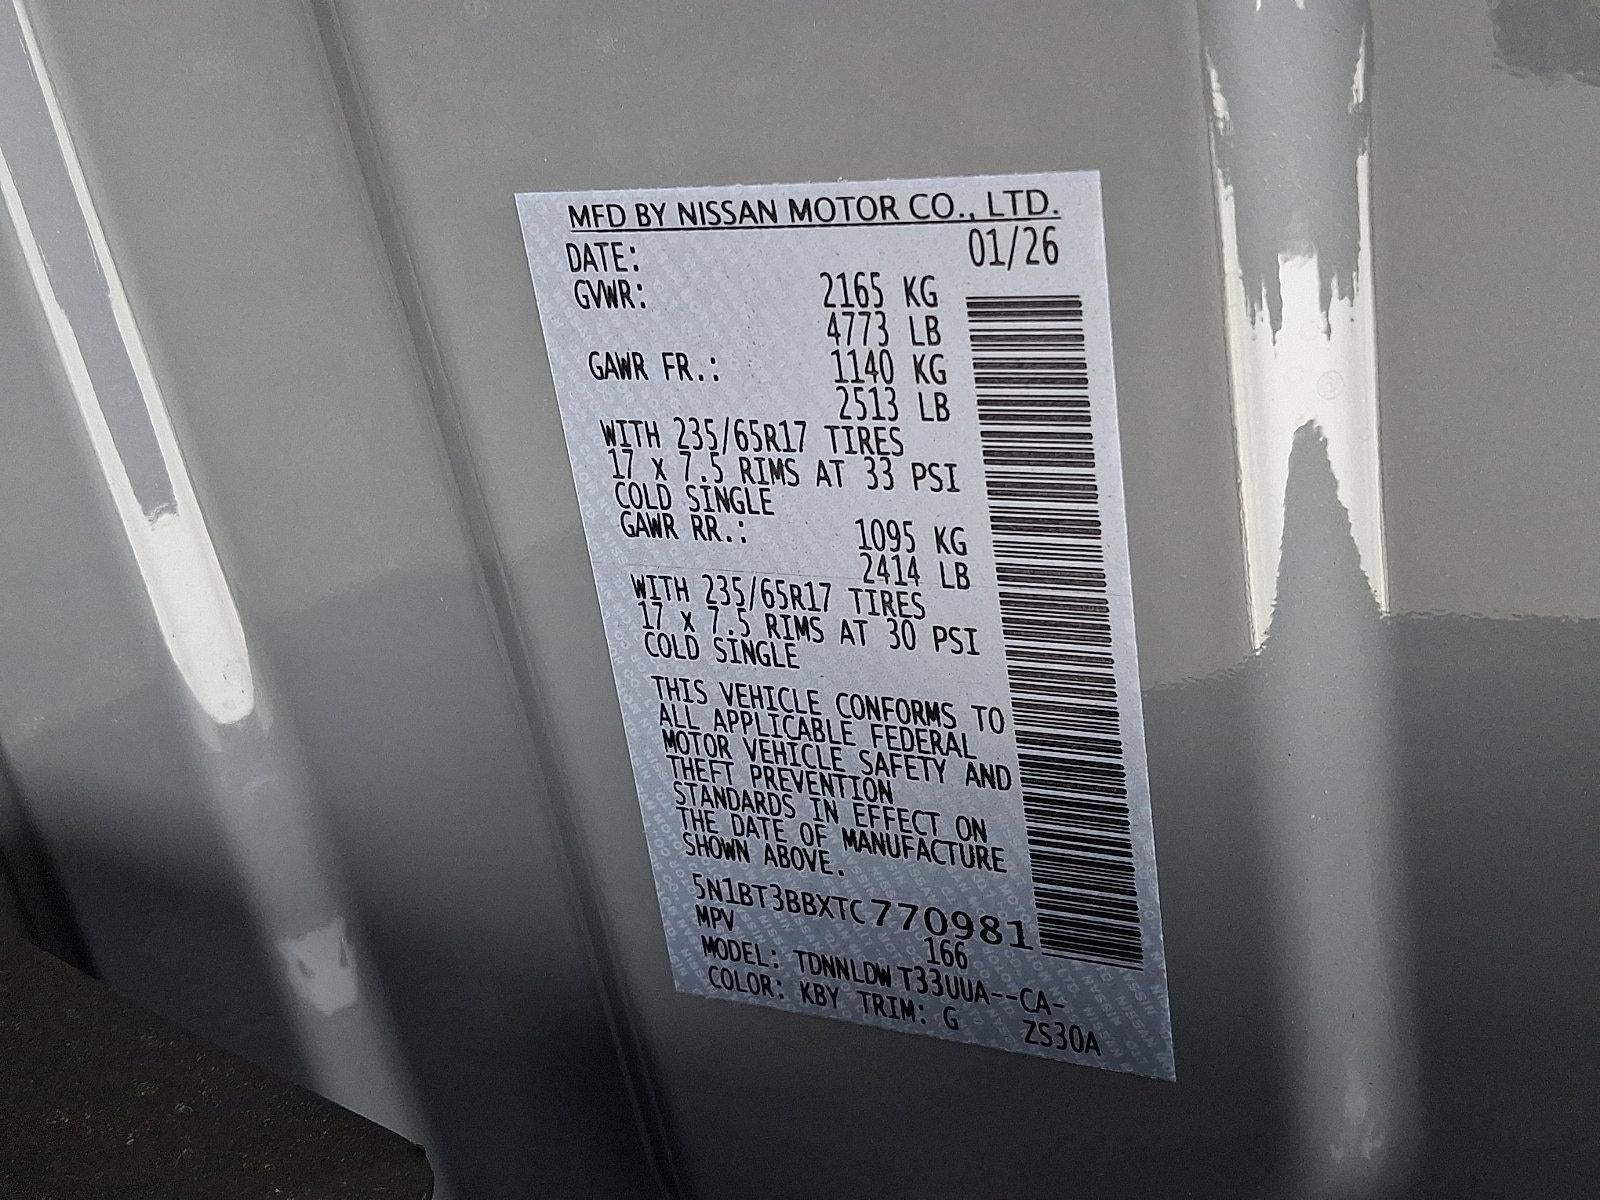 MFD BY NISSAN MOTOR CO., LTD.
DATE: 01/26
GVWR: 2165 KG
4773 LB
GAWR FR.: 1140 KG
2513 LB
WITH 235/65R17 TIRES
17 X 7.5 RIMS AT 33 PSI
COLD SINGLE
GAWR RR.: 1095 KG
2414 LB
WITH 235/65R17 TIRES
17 X 7.5 RIMS AT 30 PSI
COLD SINGLE
THIS VEHICLE CONFORMS TO
ALL APPLICABLE FEDERAL
MOTOR VEHICLE SAFETY AND
THEFT PREVENTION
STANDARDS IN EFFECT ON
THE DATE OF MANUFACTURE
SHOWN ABOVE.
5N1BT3BBXTC770981
MPV 166
MODEL: TDNNLDW T33UUA--CA-
COLOR: KBY TRIM: G ZS30A